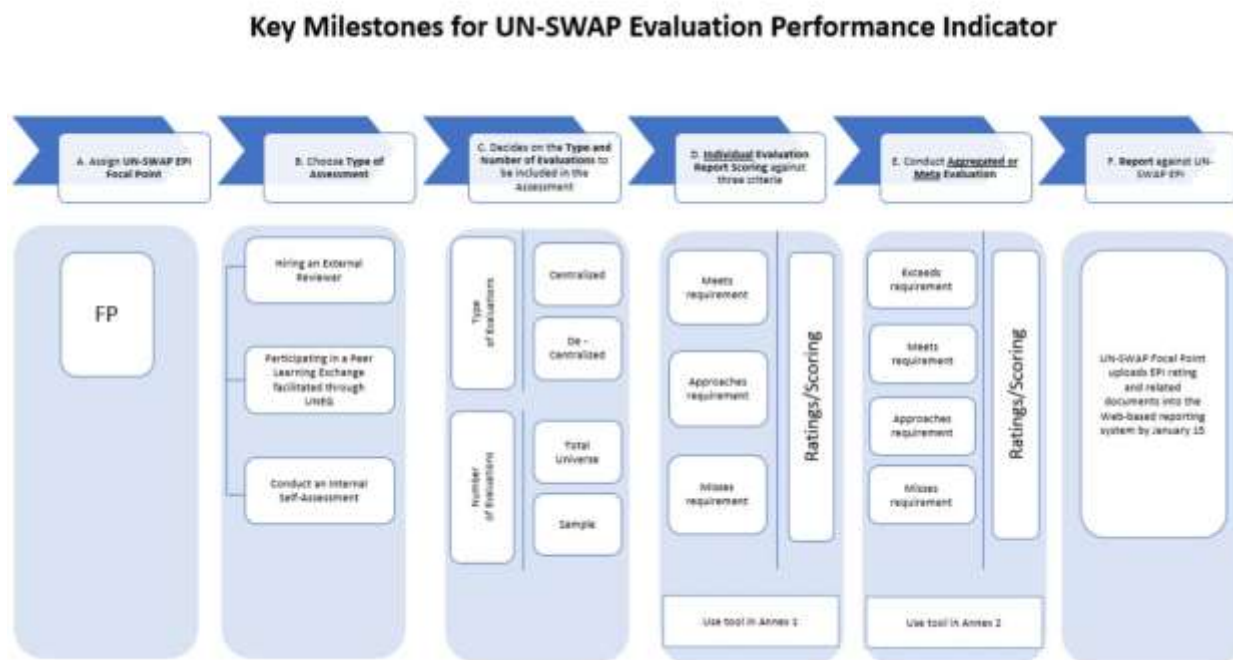 Key Milestones for UN-SWAP Evaluation Performance Indicator
A. Assign UN-SWAP EPI
Focal Point
B. Choose Type of
Assessment
C. Decides on the Type and
Number of Evaluations to
be included in the
Assessment
D. Individual Evaluation
Report Scoring against
three criteria
E. Conduct Aggregated or
Meta Evaluation
F. Report against UN-
SWAP EPI
FP
Hiring an External
Reviewer
Participating in a Peer
Learning Exchange
facilitated through
UNEG
Conduct an Internal
Self-Assessment
Type
of Evaluations
Centralized
De -
Centralized
Number
of Evaluations
Total
Universe
Sample
Meets
requirement
Approaches
requirement
Misses
requirement
Ratings/Scoring
Use tool in Annex 1
Exceeds
requirement
Meets
requirement
Approaches
requirement
Misses
requirement
Ratings/Scoring
Use tool in Annex 2
UN-SWAP Focal Point
uploads EPI rating
and related
documents into the
Web-based reporting
system by January 15